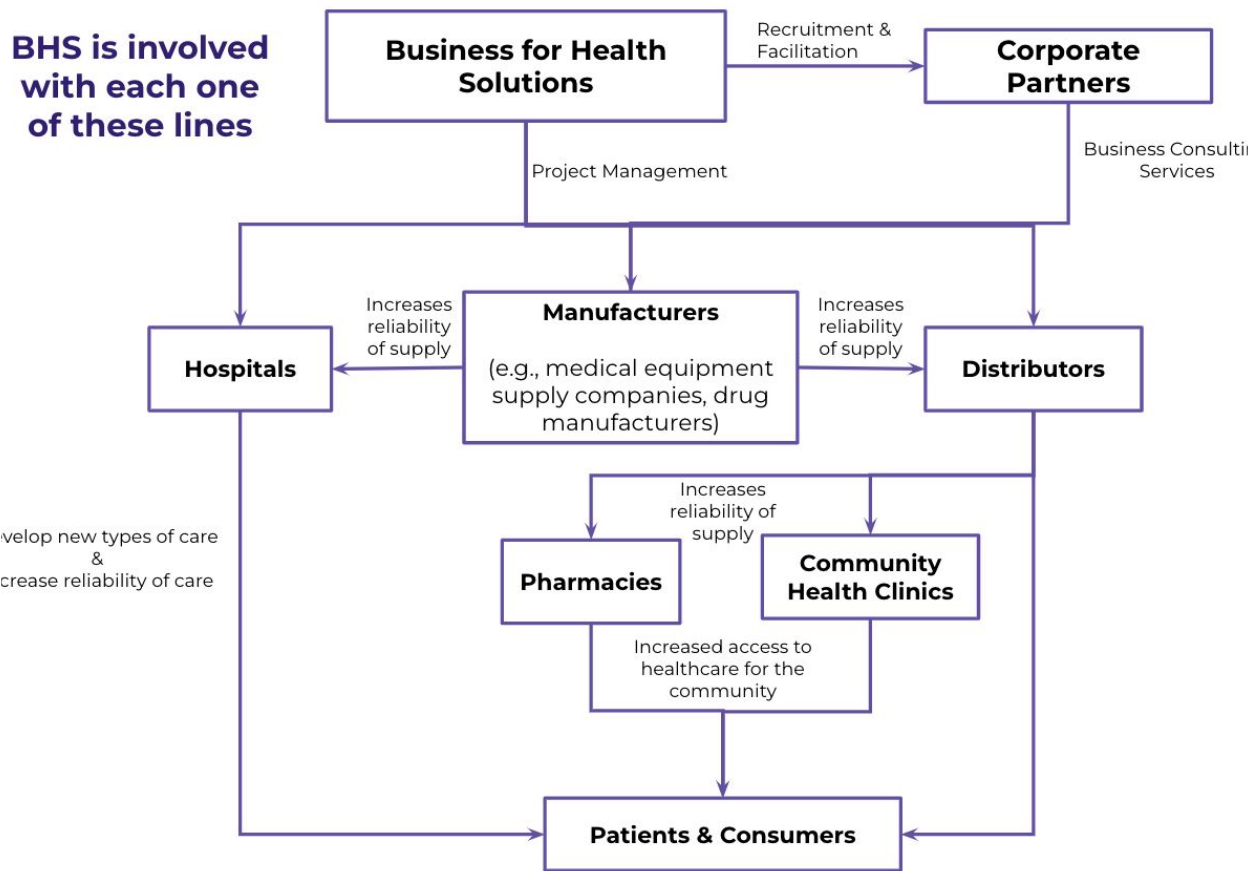 BHS is involved
with each one
of these lines
Business for Health
Solutions
Recruitment &
Facilitation
Corporate
Partners
Project Management
Business Consulti
Services
Increases
reliability
of supply
Manufacturers
(e.g., medical equipment
supply companies, drug
manufacturers)
Increases
reliability
of supply
Hospitals
Distributors
Increases
reliability of
supply
velop new types of care
&
crease reliability of care
Pharmacies
Community
Health Clinics
Increased access to
healthcare for the
community
Patients & Consumers